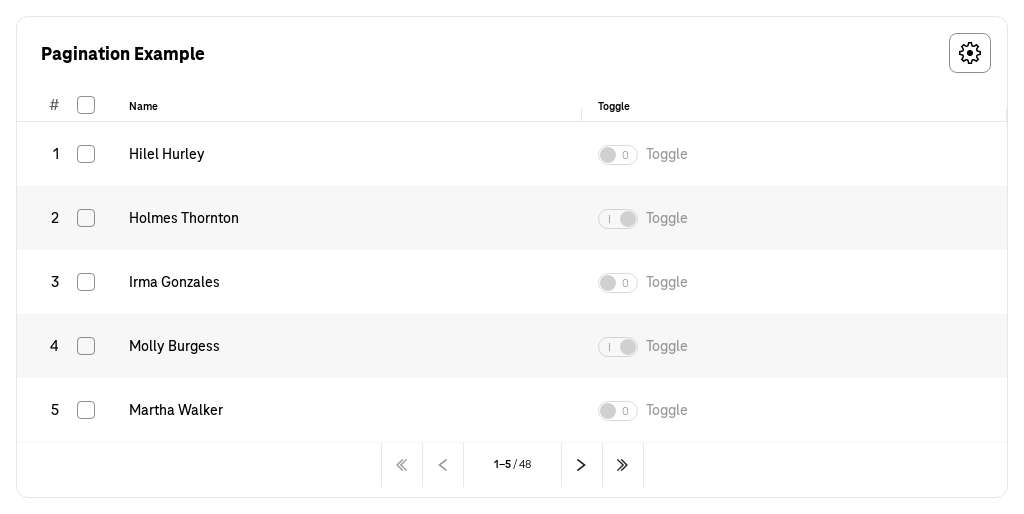 Pagination Example
# Name Toggle
1 Hilel Hurley 0 Toggle
2 Holmes Thornton I Toggle
3 Irma Gonzales 0 Toggle
4 Molly Burgess I Toggle
5 Martha Walker 0 Toggle
1–5 / 48